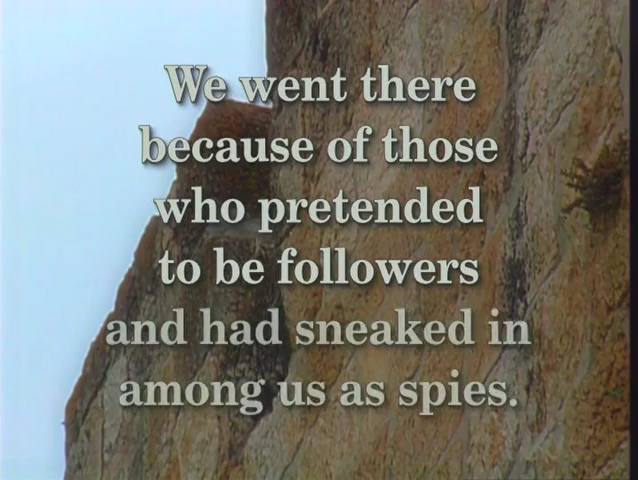 We went there
because of those
who pretended
to be followers
and had sneaked in
among us as spies.